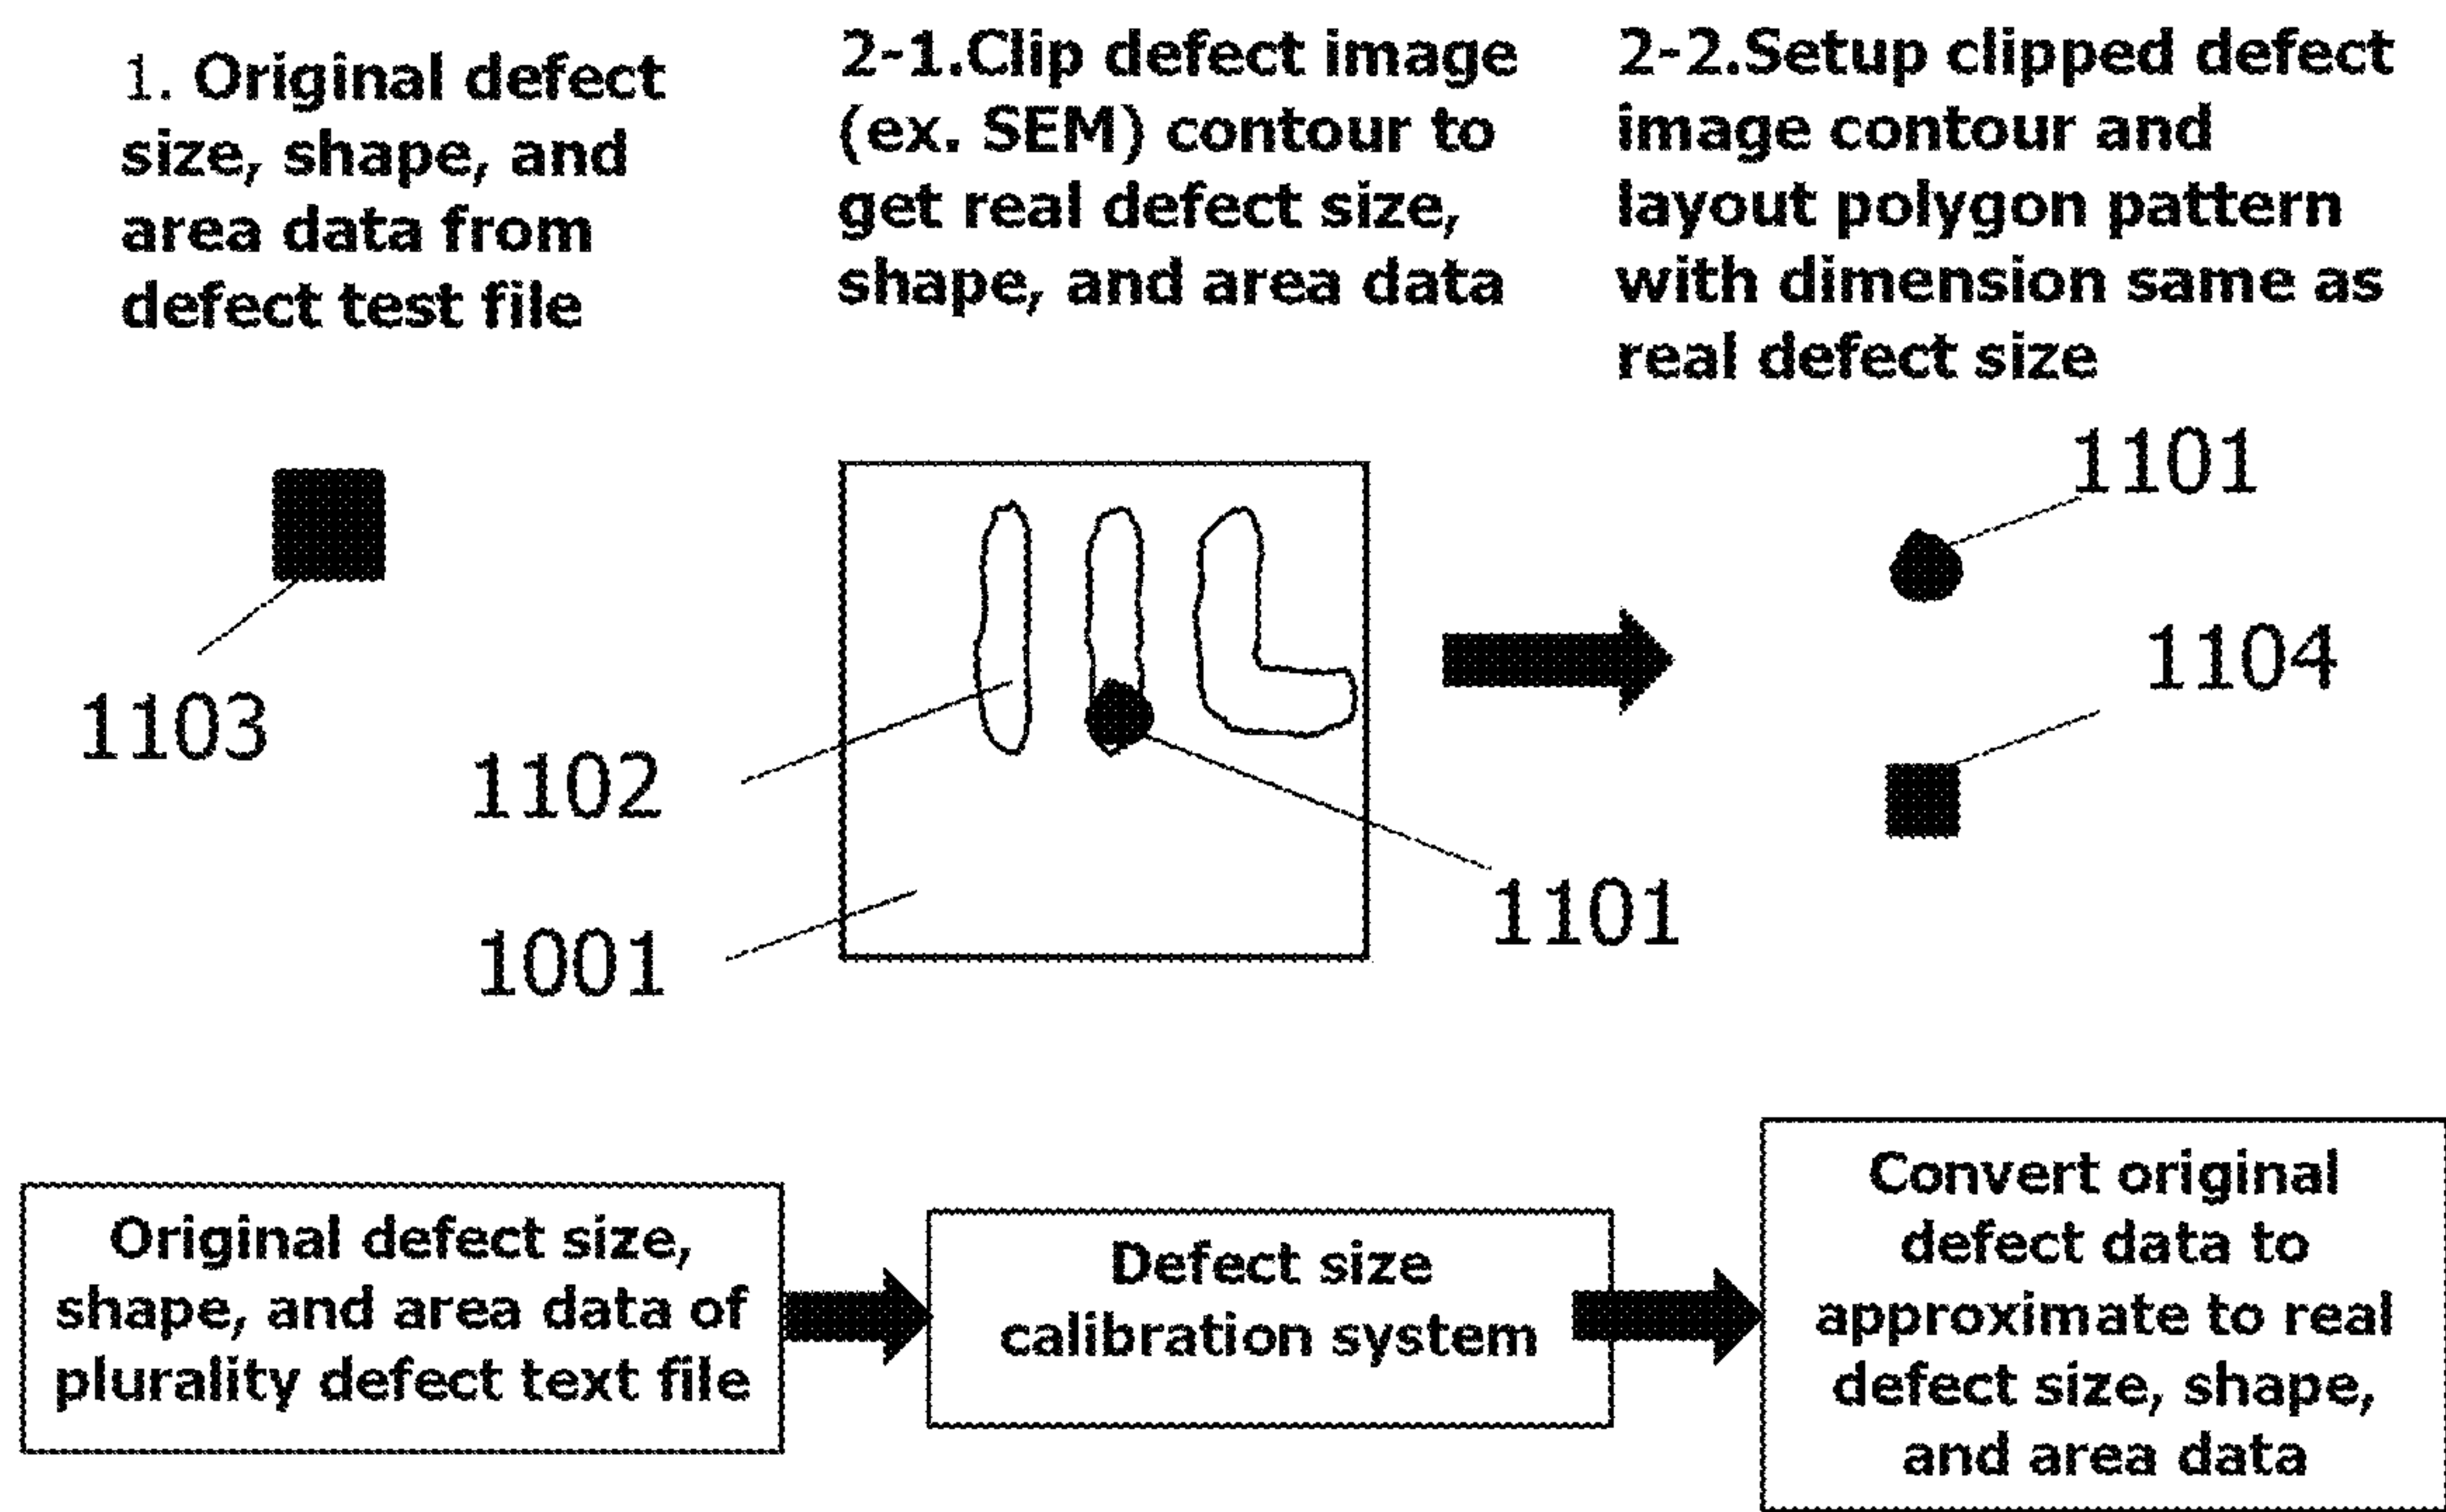 1. Original defect
size, shape, and
area data from
defect test file
2-1.Clip defect image
(ex. SEM) contour to
get real defect size,
shape, and area data
2-2.Setup clipped defect
image contour and
layout polygon pattern
with dimension same as
real defect size
1101
1104
1103
1102
1101
1001
Original defect size,
shape, and area data of
plurality defect text file
Defect size
calibration system
Convert original
defect data to
approximate to real
defect size, shape,
and area data